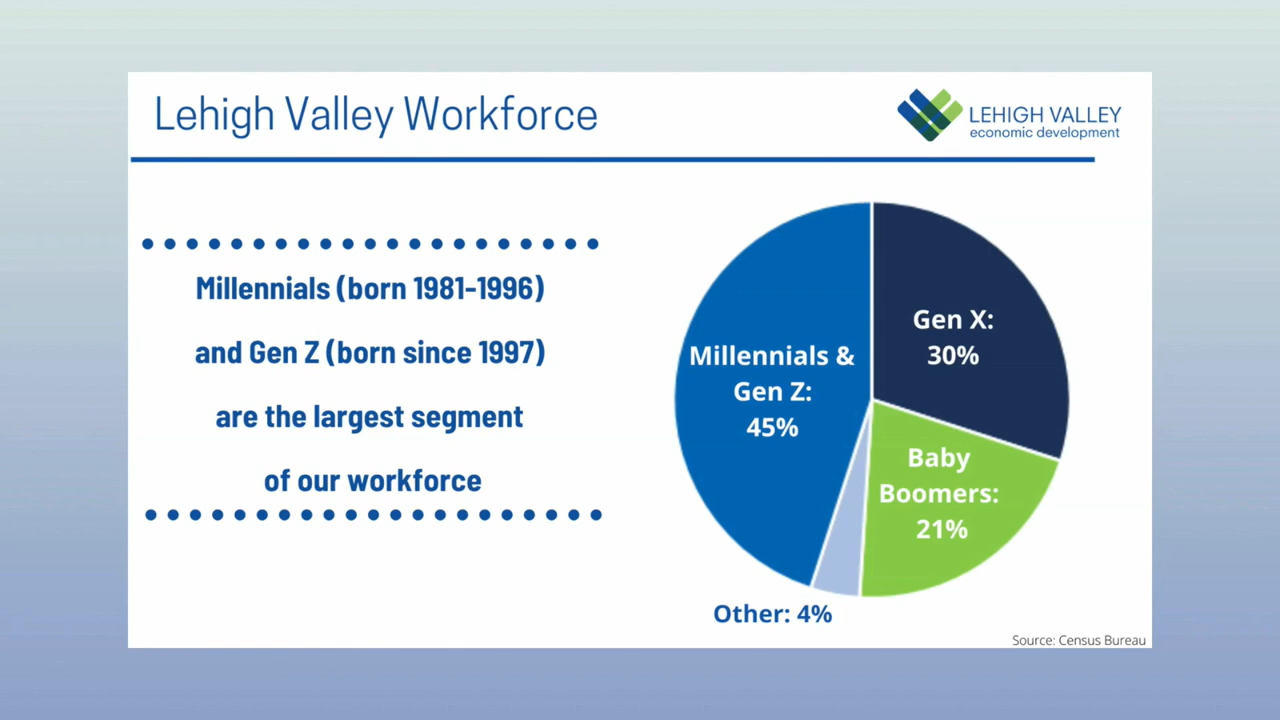 Lehigh Valley Workforce
LEHIGH VALLEY
economic development
Millennials (born 1981-1996)
and Gen Z (born since 1997)
are the largest segment
of our workforce
Gen X:
30%
Millennials &
Gen Z:
45%
Baby
Boomers:
21%
Other: 4%
Source: Census Bureau